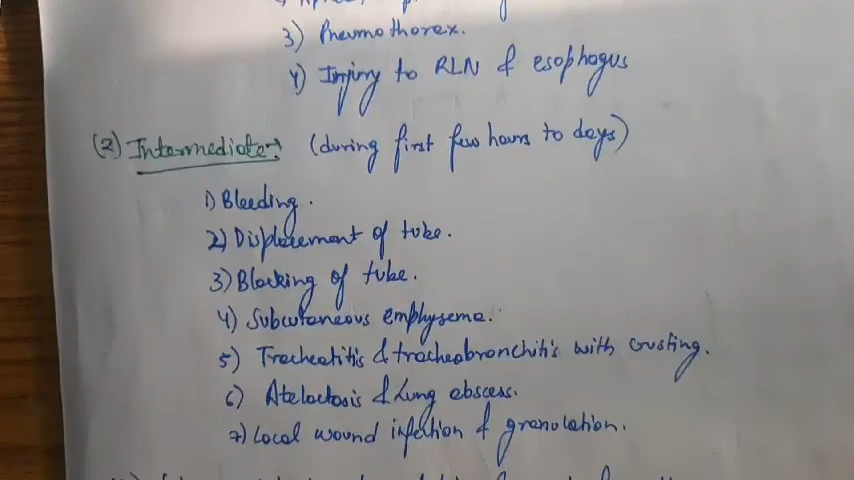 3) Pneumothorax.
4) Injury to RLN & esophagus
(2) Intermediate→ (during first few hours to days)
1) Bleeding.
2) Displacement of tube.
3) Blocking of tube.
4) Subcutaneous emphysema.
5) Tracheatitis & tracheobronchitis with crusting.
6) Atelactasis & Lung abscess.
7) Local wound infection & granulation.